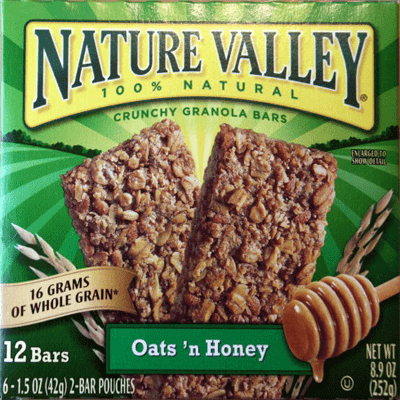 NATURE VALLEY®
100% NATURAL
CRUNCHY GRANOLA BARS
ENLARGED TO
SHOW DETAIL
16 GRAMS
OF WHOLE GRAIN*
12 Bars
Oats 'n Honey
6 - 1.5 OZ (42g) 2-BAR POUCHES
NET WT
8.9 OZ
(252g)
U